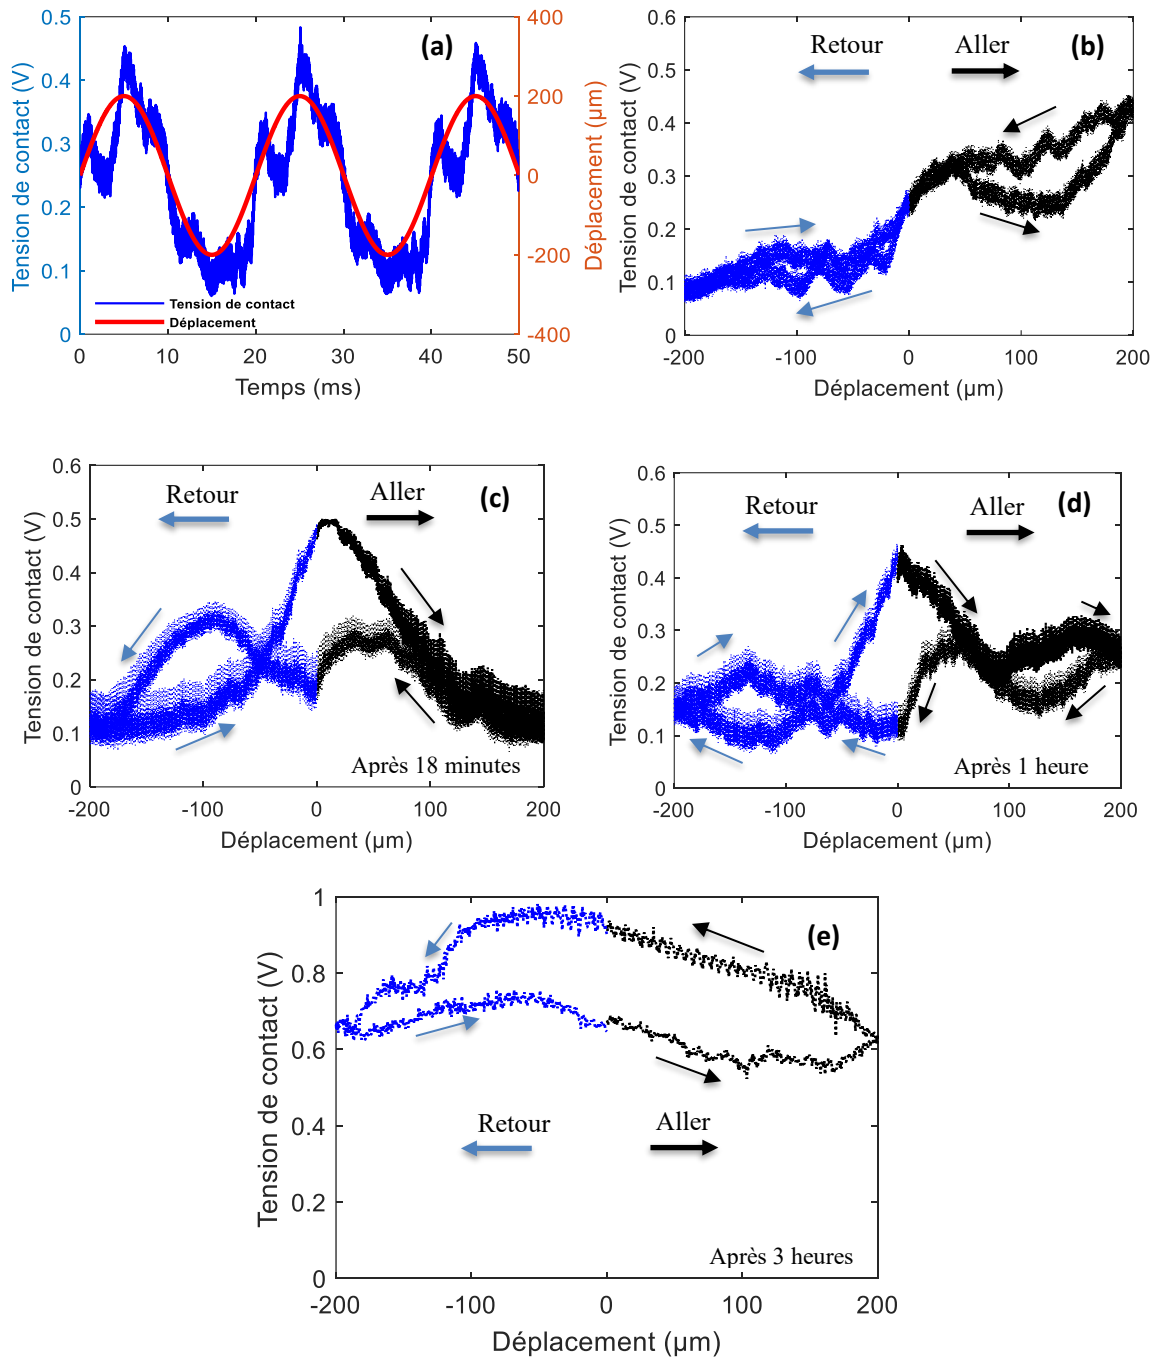 (a)
Tension de contact (V)
0.5
0.4
0.3
0.2
0.1
0
400
200
0
-200
-400
Déplacement (µm)
Tension de contact
Déplacement
0 10 20 30 40 50
Temps (ms)
(b)
Retour Aller
Tension de contact (V)
0.6
0.5
0.4
0.3
0.2
0.1
0
-200 -100 0 100 200
Déplacement (µm)
(c)
Retour Aller
Tension de contact (V)
0.6
0.5
0.4
0.3
0.2
0.1
0
Après 18 minutes
-200 -100 0 100 200
Déplacement (µm)
(d)
Retour Aller
Tension de contact (V)
0.6
0.5
0.4
0.3
0.2
0.1
0
Après 1 heure
-200 -100 0 100 200
Déplacement (µm)
(e)
Tension de contact (V)
1
0.8
0.6
0.4
0.2
0
Retour Aller
Après 3 heures
-200 -100 0 100 200
Déplacement (µm)